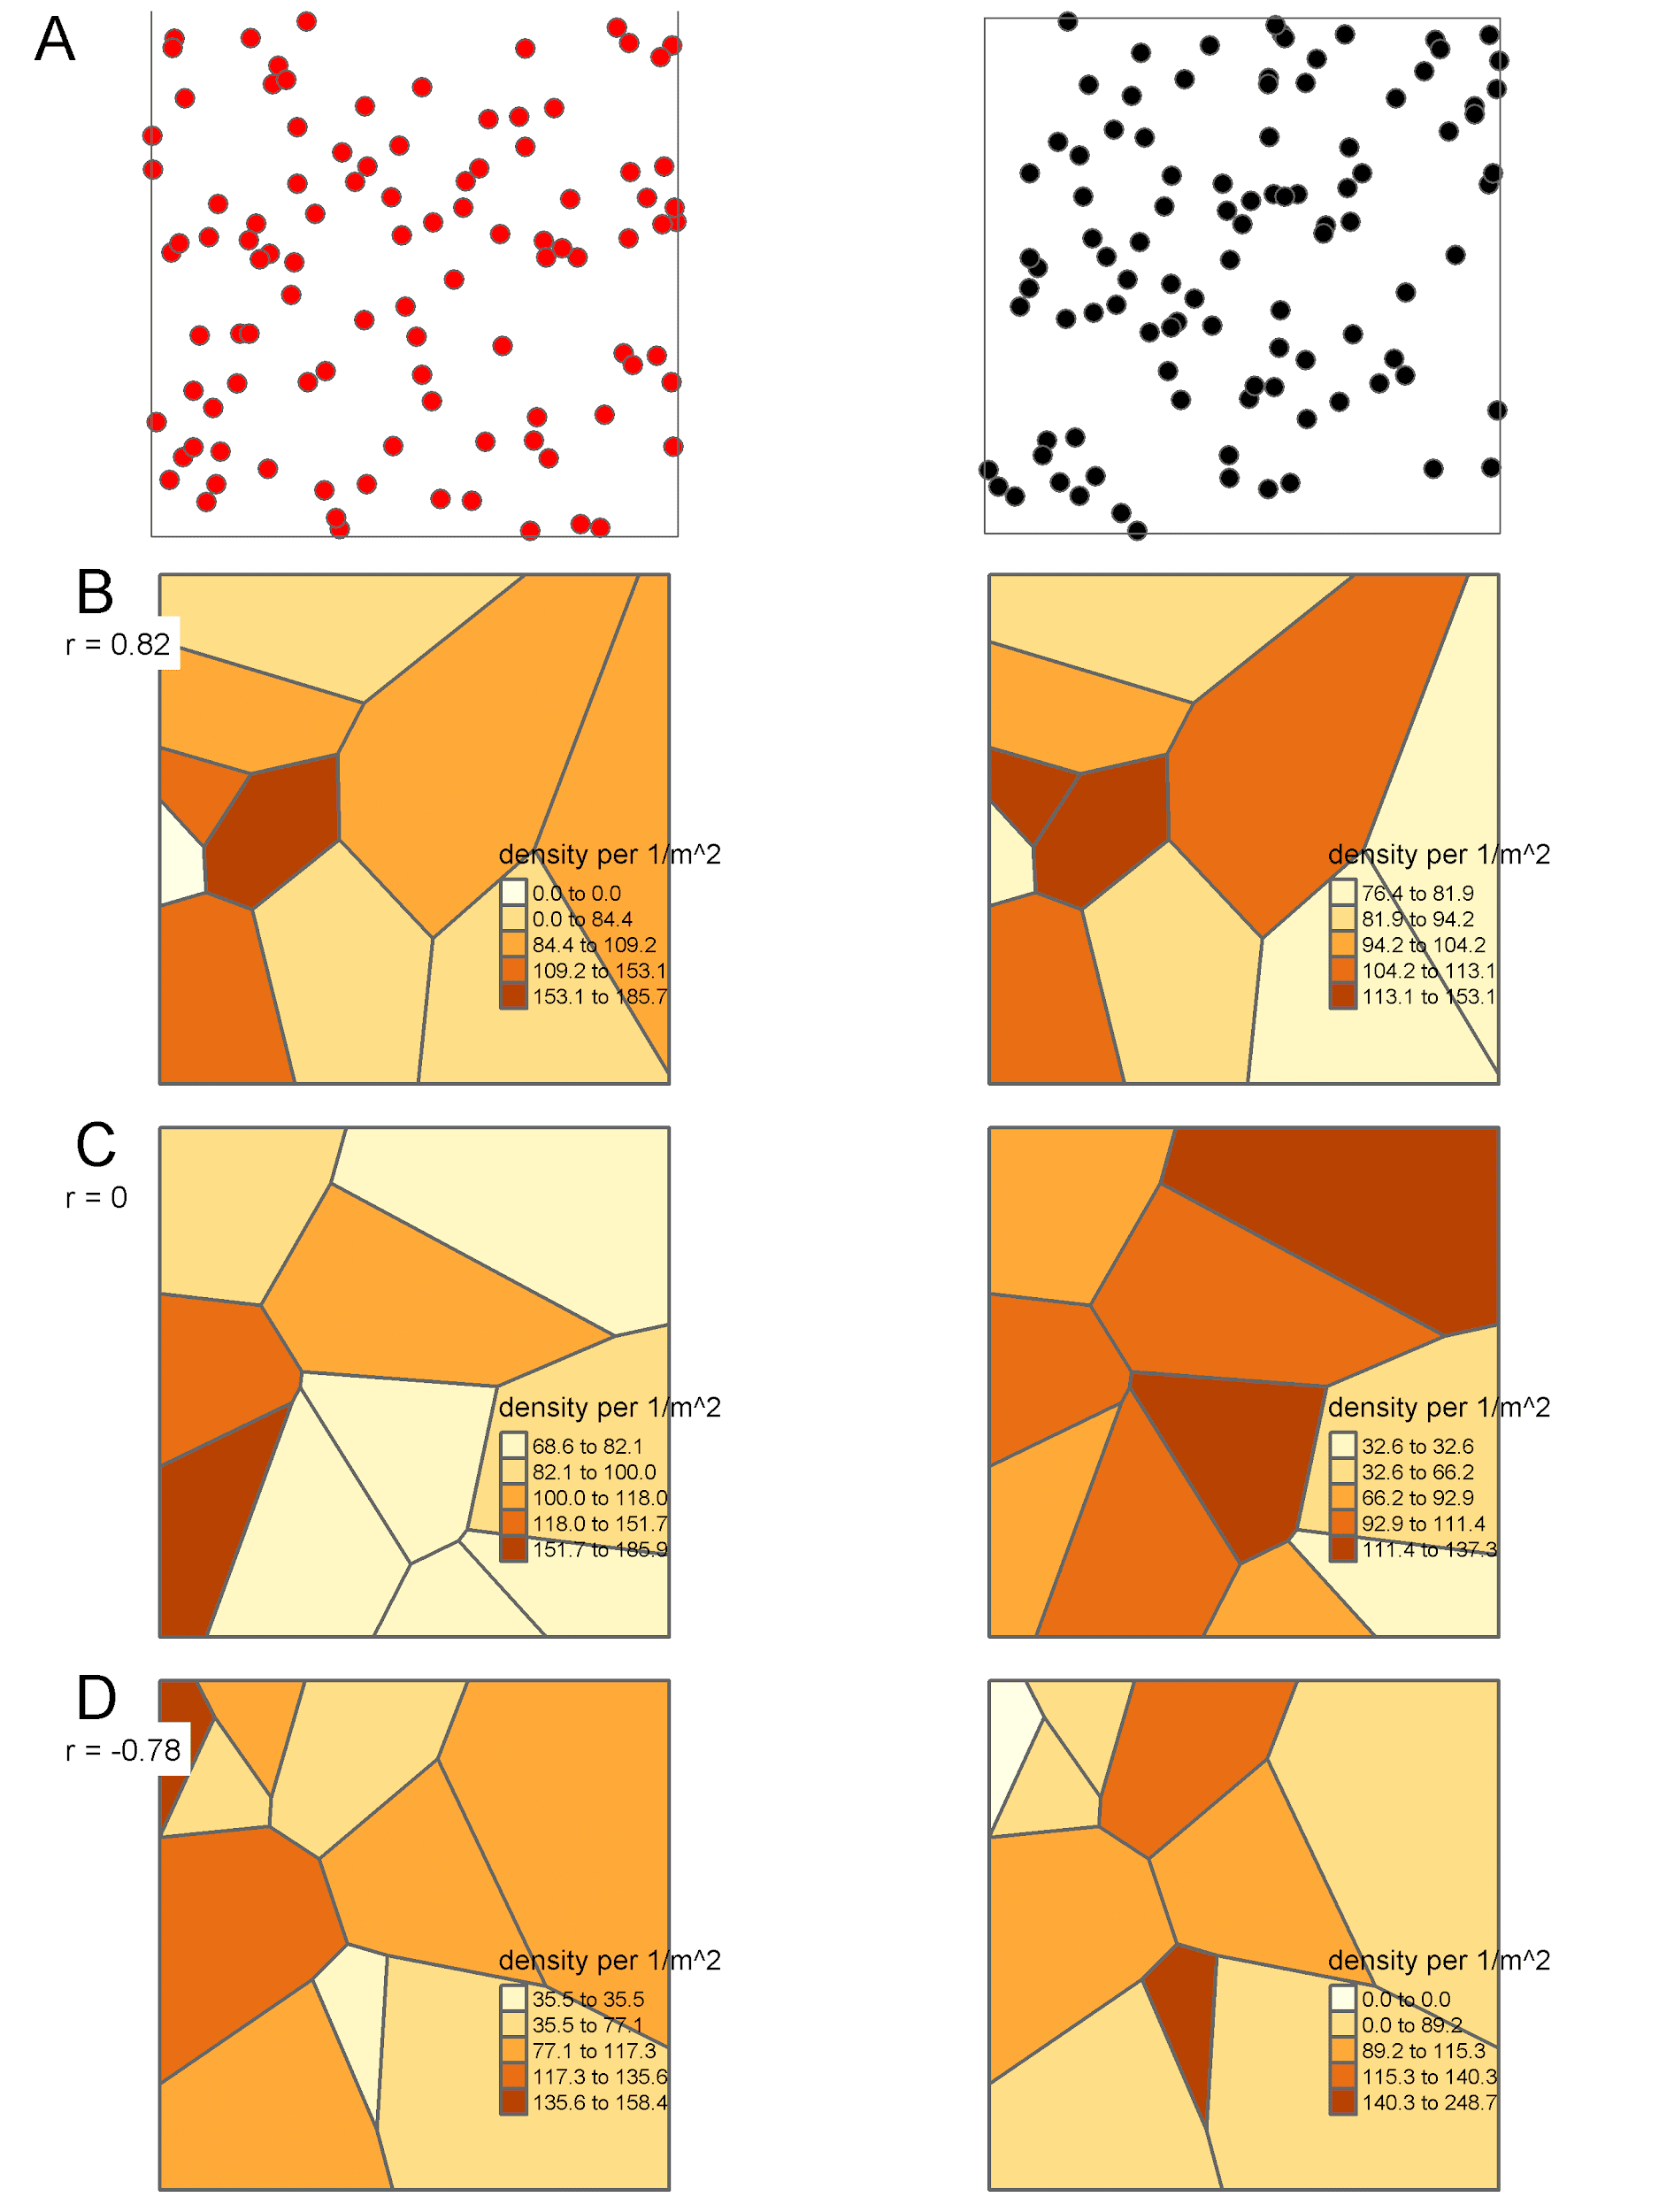 A
B
r = 0.82
density per 1/m^2
0.0 to 0.0
0.0 to 84.4
84.4 to 109.2
109.2 to 153.1
153.1 to 185.7
density per 1/m^2
76.4 to 81.9
81.9 to 94.2
94.2 to 104.2
104.2 to 113.1
113.1 to 153.1
C
r = 0
density per 1/m^2
68.6 to 82.1
82.1 to 100.0
100.0 to 118.0
118.0 to 151.7
151.7 to 185.9
density per 1/m^2
32.6 to 32.6
32.6 to 66.2
66.2 to 92.9
92.9 to 111.4
111.4 to 137.3
D
r = -0.78
density per 1/m^2
35.5 to 35.5
35.5 to 77.1
77.1 to 117.3
117.3 to 135.6
135.6 to 158.4
density per 1/m^2
0.0 to 0.0
0.0 to 89.2
89.2 to 115.3
115.3 to 140.3
140.3 to 248.7